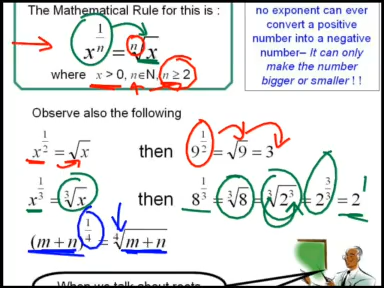 The Mathematical Rule for this is :
x^(1/n) = ⁿ√x
where x > 0, n∈N, n ≥ 2
no exponent can ever
convert a positive
number into a negative
number– It can only
make the number
bigger or smaller ! !
Observe also the following
x^(1/2) = √x then 9^(1/2) = √9 = 3
x^(1/3) = ∛x then 8^(1/3) = ∛8 = ∛2³ = 2^(3/3) = 2¹
(m + n)^(1/4) = ∜(m + n)
When we talk about roots